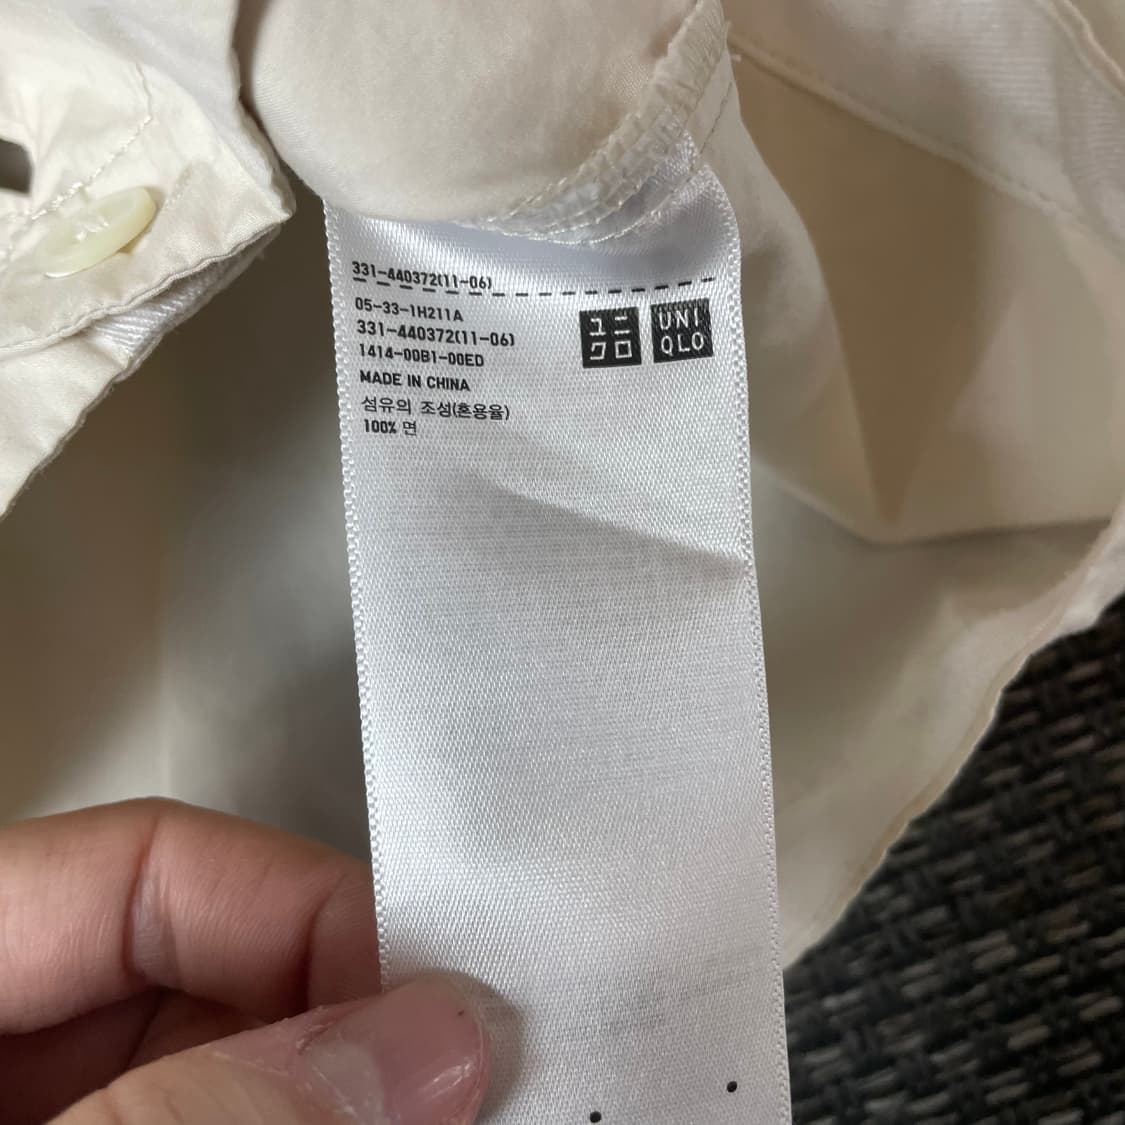 331-440372(11-06)
05-33-1H211A
331-440372(11-06)
1414-00B1-00ED
MADE IN CHINA
섬유의 조성(혼용율)
100% 면
ユニ
クロ
UNI
QLO